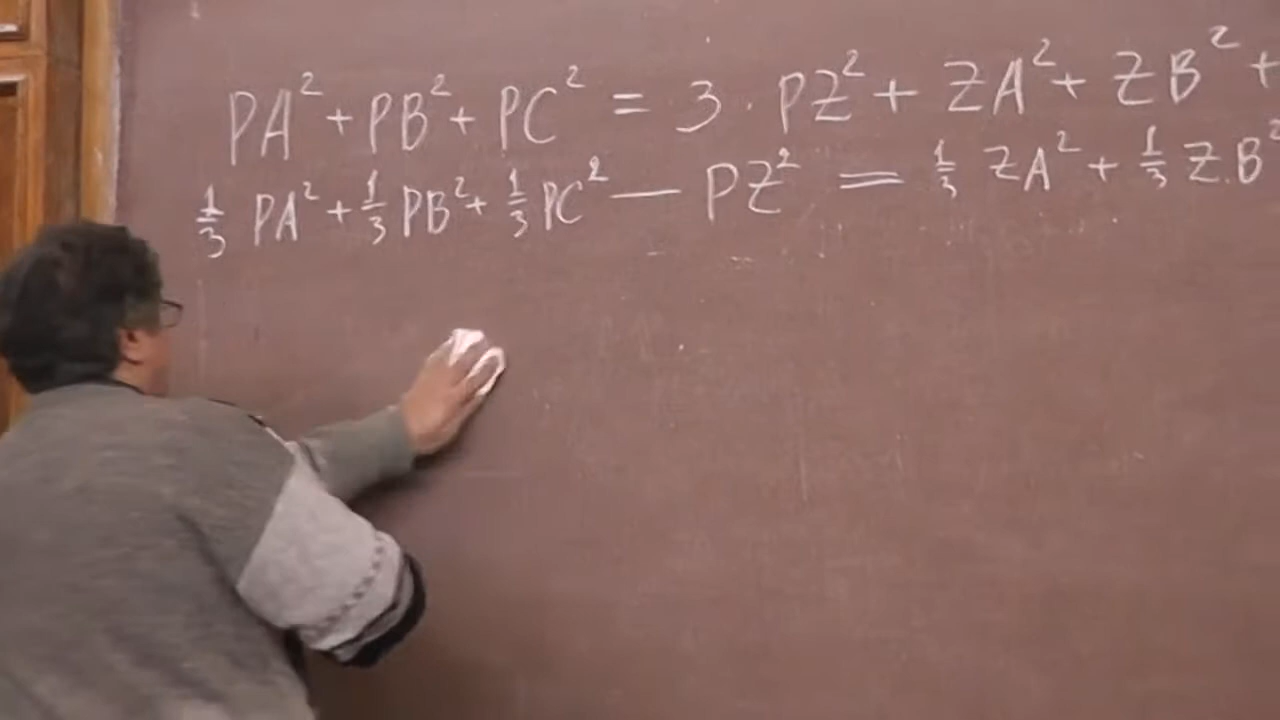 PA² + PB² + PC² = 3 · PZ² + ZA² + ZB² +
⅓ PA² + ⅓ PB² + ⅓ PC² — PZ² = ⅓ ZA² + ⅓ ZB²